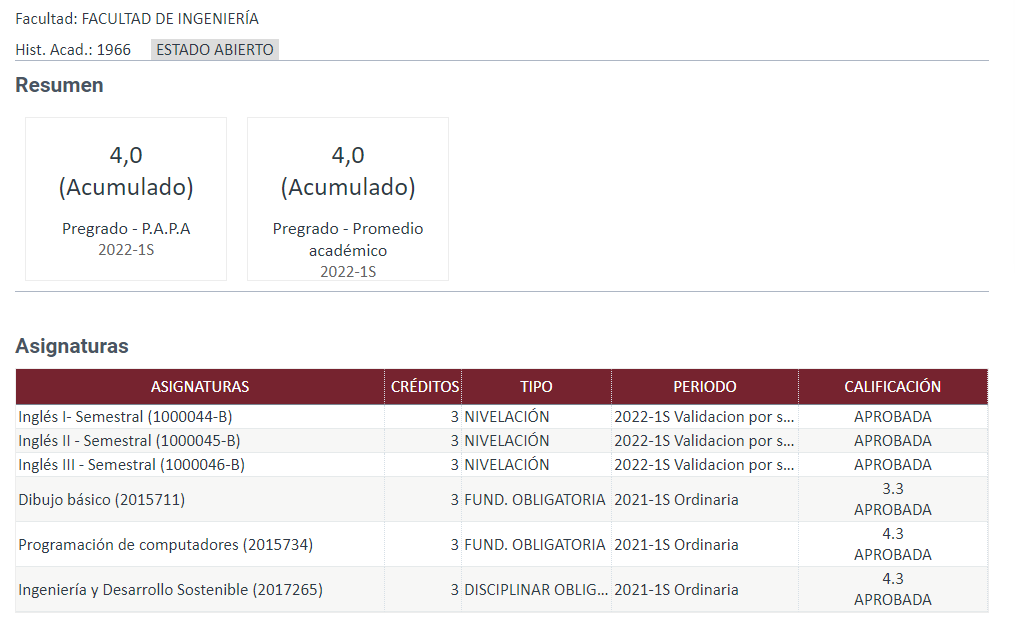 Facultad: FACULTAD DE INGENIERÍA
Hist. Acad.: 1966 ESTADO ABIERTO
Resumen
4,0
(Acumulado)
Pregrado - P.A.P.A
2022-1S
4,0
(Acumulado)
Pregrado - Promedio
académico
2022-1S
Asignaturas
ASIGNATURAS CRÉDITOS TIPO PERIODO CALIFICACIÓN
Inglés I- Semestral (1000044-B) 3 NIVELACIÓN 2022-1S Validacion por s... APROBADA
Inglés II - Semestral (1000045-B) 3 NIVELACIÓN 2022-1S Validacion por s... APROBADA
Inglés III - Semestral (1000046-B) 3 NIVELACIÓN 2022-1S Validacion por s... APROBADA
Dibujo básico (2015711) 3 FUND. OBLIGATORIA 2021-1S Ordinaria 3.3
APROBADA
Programación de computadores (2015734) 3 FUND. OBLIGATORIA 2021-1S Ordinaria 4.3
APROBADA
Ingeniería y Desarrollo Sostenible (2017265) 3 DISCIPLINAR OBLIG... 2021-1S Ordinaria 4.3
APROBADA